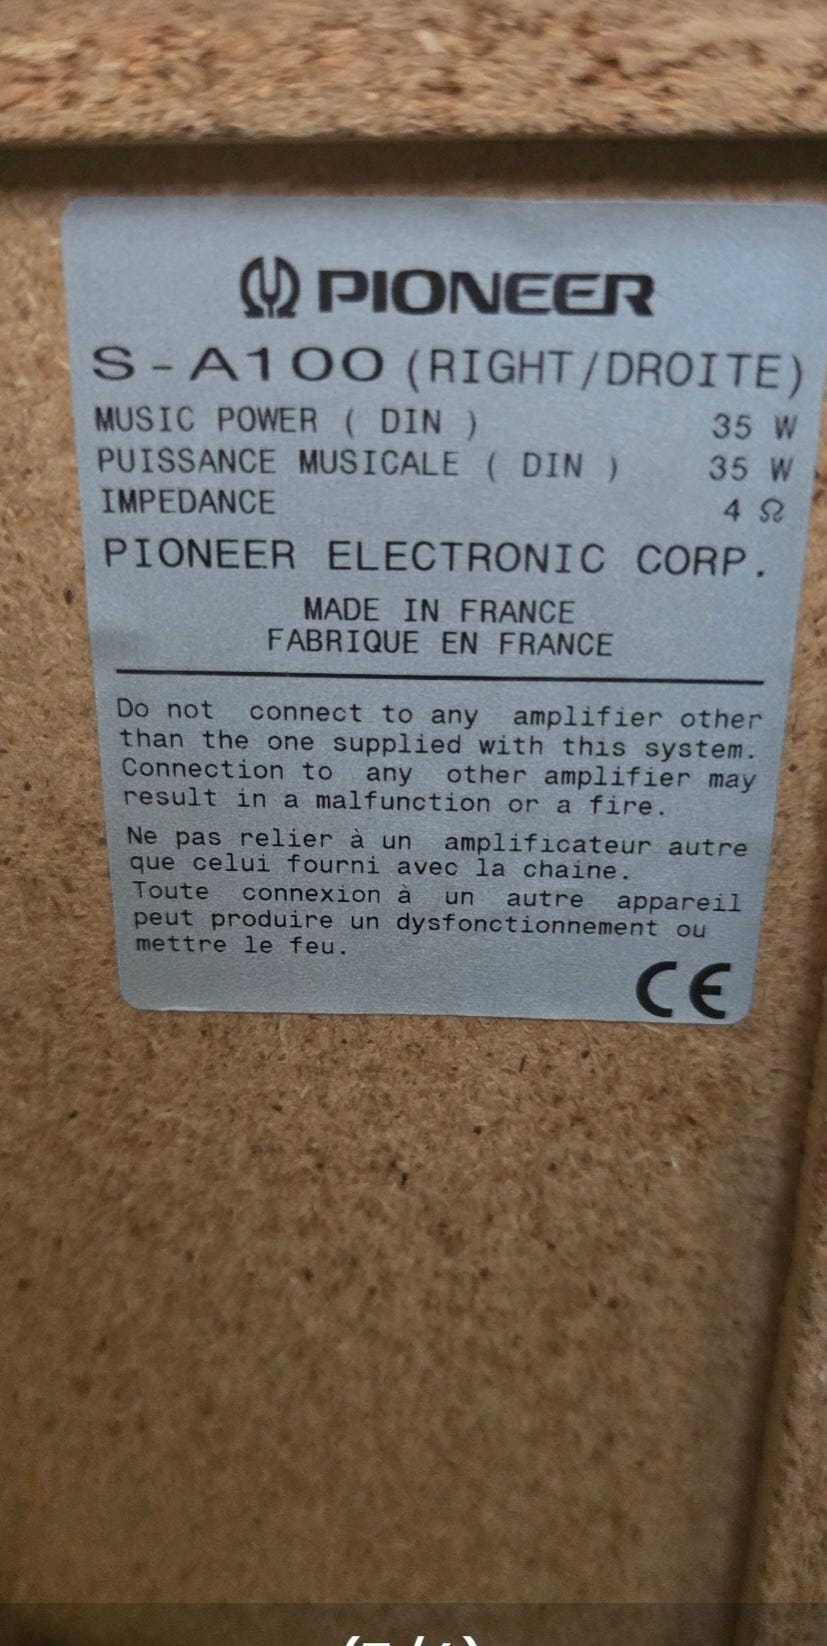 PIONEER
S-A100 (RIGHT/DROITE)
MUSIC POWER ( DIN ) 35 W
PUISSANCE MUSICALE ( DIN ) 35 W
IMPEDANCE 4 Ω
PIONEER ELECTRONIC CORP.
MADE IN FRANCE
FABRIQUE EN FRANCE
Do not connect to any amplifier other
than the one supplied with this system.
Connection to any other amplifier may
result in a malfunction or a fire.
Ne pas relier à un amplificateur autre
que celui fourni avec la chaine.
Toute connexion à un autre appareil
peut produire un dysfonctionnement ou
mettre le feu.
CE